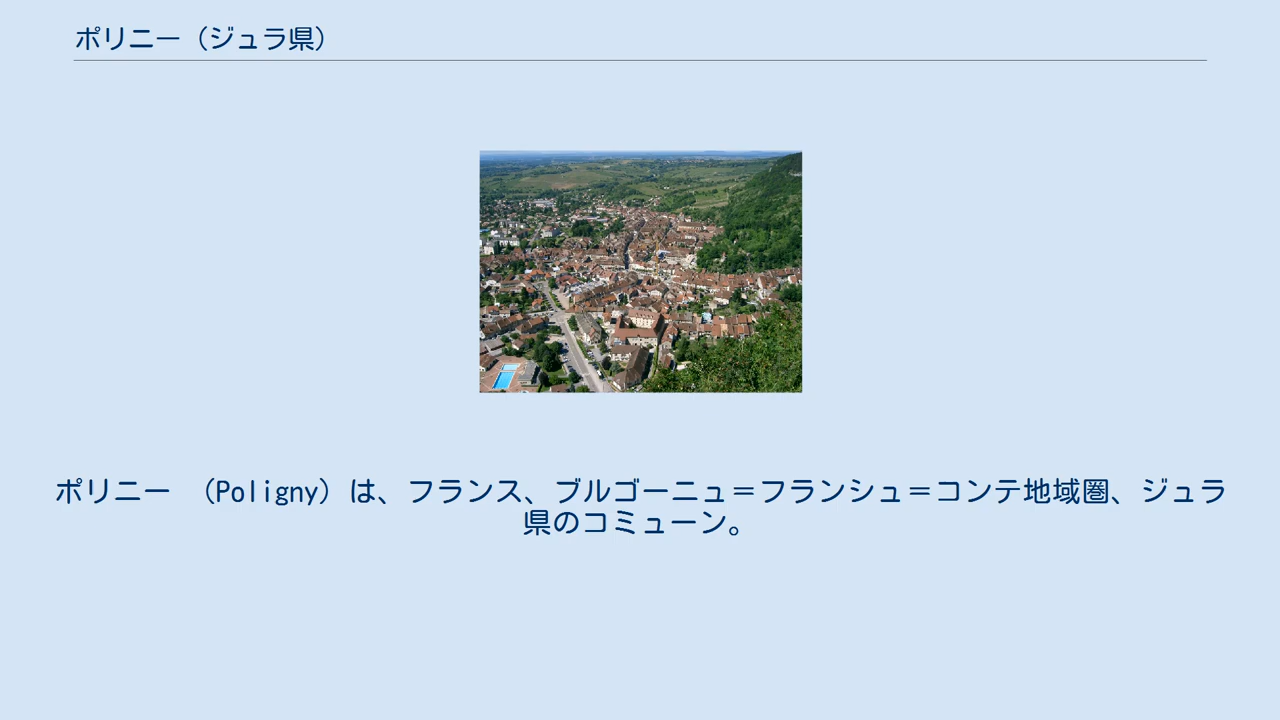 ポリニー（ジュラ県）
ポリニー （Poligny）は、フランス、ブルゴーニュ＝フランシュ＝コンテ地域圏、ジュラ
県のコミューン。